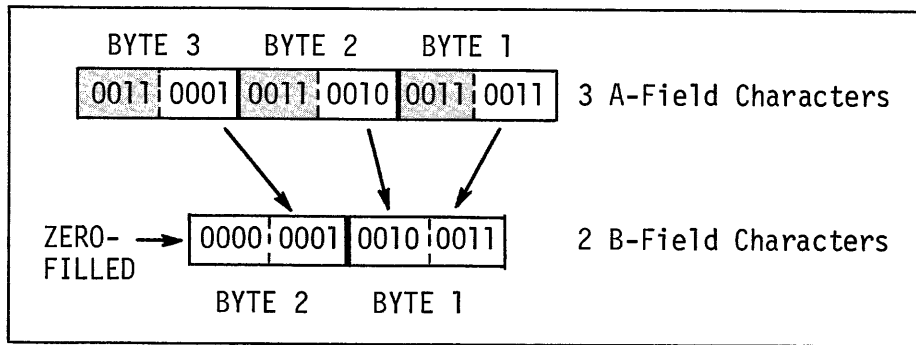 BYTE 3 BYTE 2 BYTE 1
0011 0001 0011 0010 0011 0011 3 A-Field Characters
ZERO-FILLED 0000 0001 0010 0011 2 B-Field Characters
BYTE 2 BYTE 1